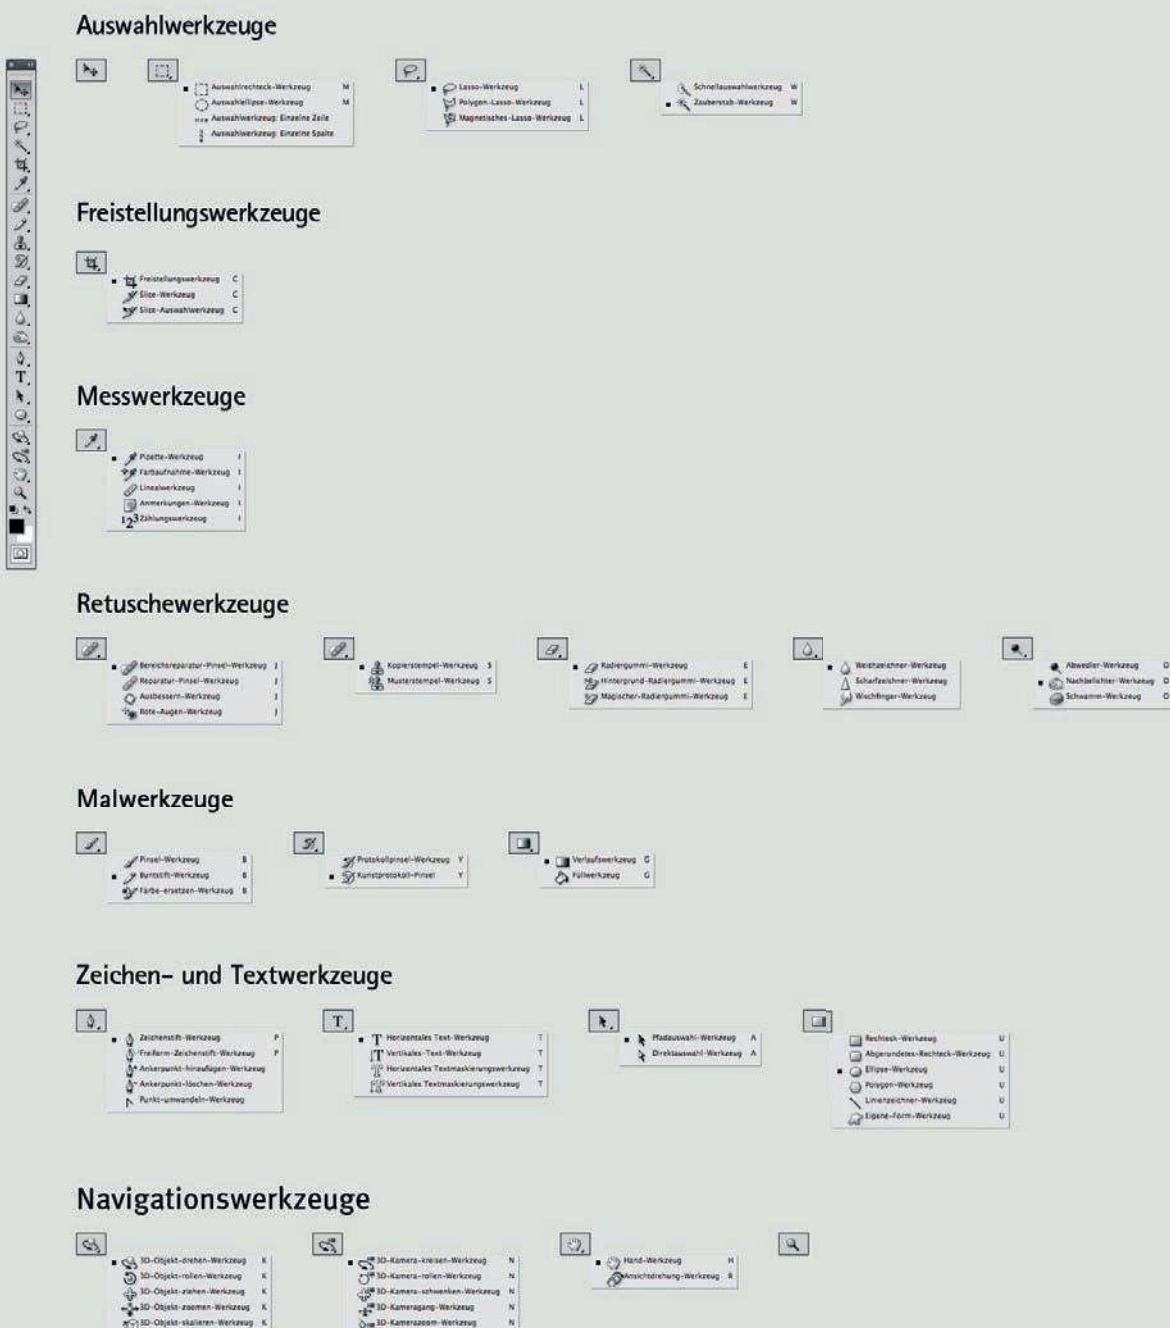 Auswahlwerkzeuge
Auswahlrechteck-Werkzeug M
Auswahlellipse-Werkzeug M
Auswahlwerkzeug: Einzelne Zeile
Auswahlwerkzeug: Einzelne Spalte
Lasso-Werkzeug L
Polygon-Lasso-Werkzeug L
Magnetisches-Lasso-Werkzeug L
Schnellauswahlwerkzeug W
Zauberstab-Werkzeug W
Freistellungswerkzeuge
Freistellungswerkzeug C
Slice-Werkzeug C
Slice-Auswahlwerkzeug C
Messwerkzeuge
Pipette-Werkzeug I
Farbaufnahme-Werkzeug I
Linealwerkzeug I
Anmerkungen-Werkzeug I
123 Zählungswerkzeug I
Retuschewerkzeuge
Bereichsreparatur-Pinsel-Werkzeug J
Reparatur-Pinsel-Werkzeug J
Ausbessern-Werkzeug J
Rote-Augen-Werkzeug J
Kopierstempel-Werkzeug S
Musterstempel-Werkzeug S
Radiergummi-Werkzeug E
Hintergrund-Radiergummi-Werkzeug E
Magischer-Radiergummi-Werkzeug E
Weichzeichner-Werkzeug
Scharfzeichner-Werkzeug
Wischfinger-Werkzeug
Abwedler-Werkzeug O
Nachbelichter-Werkzeug O
Schwamm-Werkzeug O
Malwerkzeuge
Pinsel-Werkzeug B
Buntstift-Werkzeug B
Farbe-ersetzen-Werkzeug B
Protokollpinsel-Werkzeug Y
Kunstprotokoll-Pinsel Y
Verlaufswerkzeug G
Füllwerkzeug G
Zeichen- und Textwerkzeuge
T
Zeichenstift-Werkzeug P
Freiform-Zeichenstift-Werkzeug P
Ankerpunkt-hinzufügen-Werkzeug
Ankerpunkt-löschen-Werkzeug
Punkt-umwandeln-Werkzeug
T Horizontales Text-Werkzeug T
T Vertikales-Text-Werkzeug T
Horizontales Textmaskierungswerkzeug T
Vertikales Textmaskierungswerkzeug T
Pfadauswahl-Werkzeug A
Direktauswahl-Werkzeug A
Rechteck-Werkzeug U
Abgerundetes-Rechteck-Werkzeug U
Ellipse-Werkzeug U
Polygon-Werkzeug U
Linienzeichner-Werkzeug U
Eigene-Form-Werkzeug U
Navigationswerkzeuge
3D-Objekt-drehen-Werkzeug K
3D-Objekt-rollen-Werkzeug K
3D-Objekt-ziehen-Werkzeug K
3D-Objekt-zoomen-Werkzeug K
3D-Objekt-skalieren-Werkzeug K
3D-Kamera-kreisen-Werkzeug N
3D-Kamera-rollen-Werkzeug N
3D-Kamera-schwenken-Werkzeug N
3D-Kameragang-Werkzeug N
3D-Kamerazoom-Werkzeug N
Hand-Werkzeug H
Ansichtdrehung-Werkzeug R
T